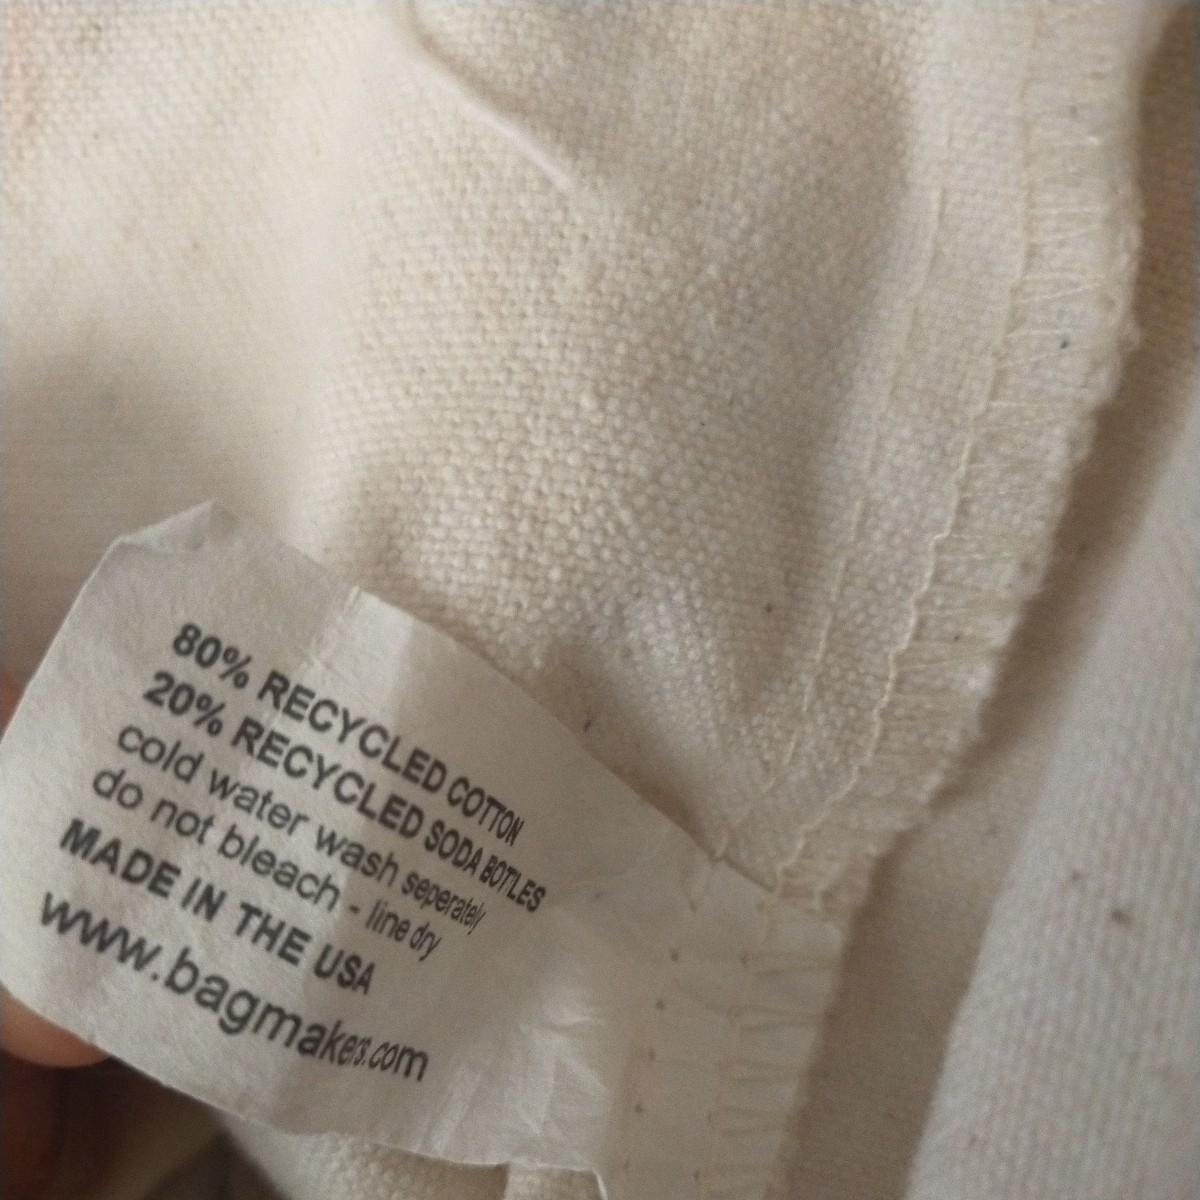 80% RECYCLED COTTON
20% RECYCLED SODA BOTTLES
cold water wash seperately
do not bleach - line dry
MADE IN THE USA
www.bagmakers.com